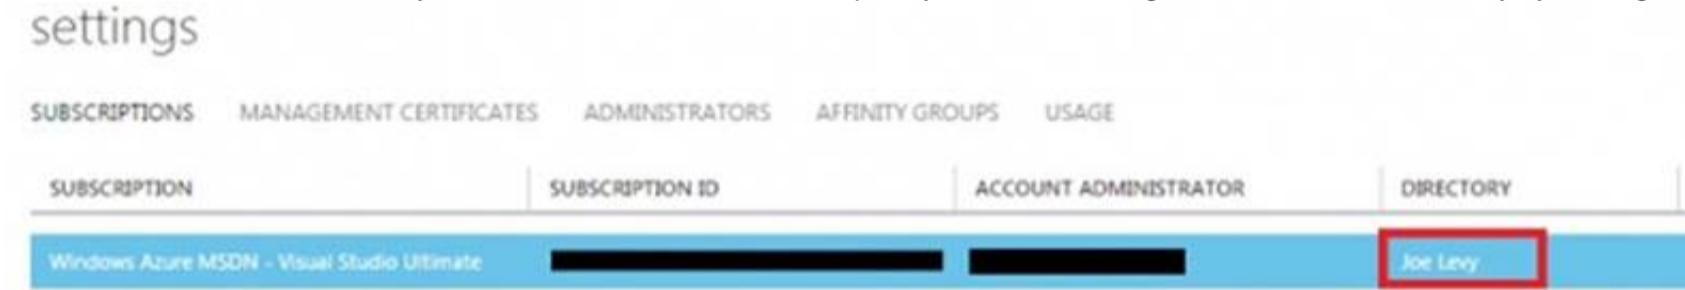 settings
SUBSCRIPTIONS MANAGEMENT CERTIFICATES ADMINISTRATORS AFFINITY GROUPS USAGE
SUBSCRIPTION SUBSCRIPTION ID ACCOUNT ADMINISTRATOR DIRECTORY
Windows Azure MSDN - Visual Studio Ultimate Joe Levy